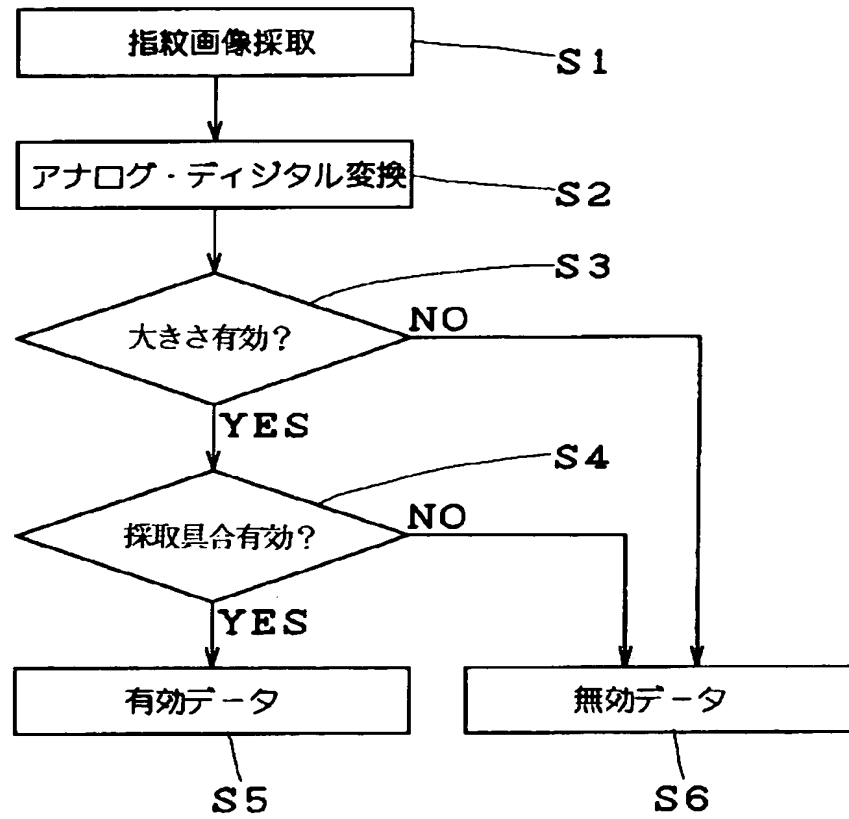 指紋画像採取
S1
アナログ・ディジタル変換
S2
S3
大きさ有効?
NO
YES
S4
採取具合有効?
NO
YES
有効データ
無効データ
S5
S6